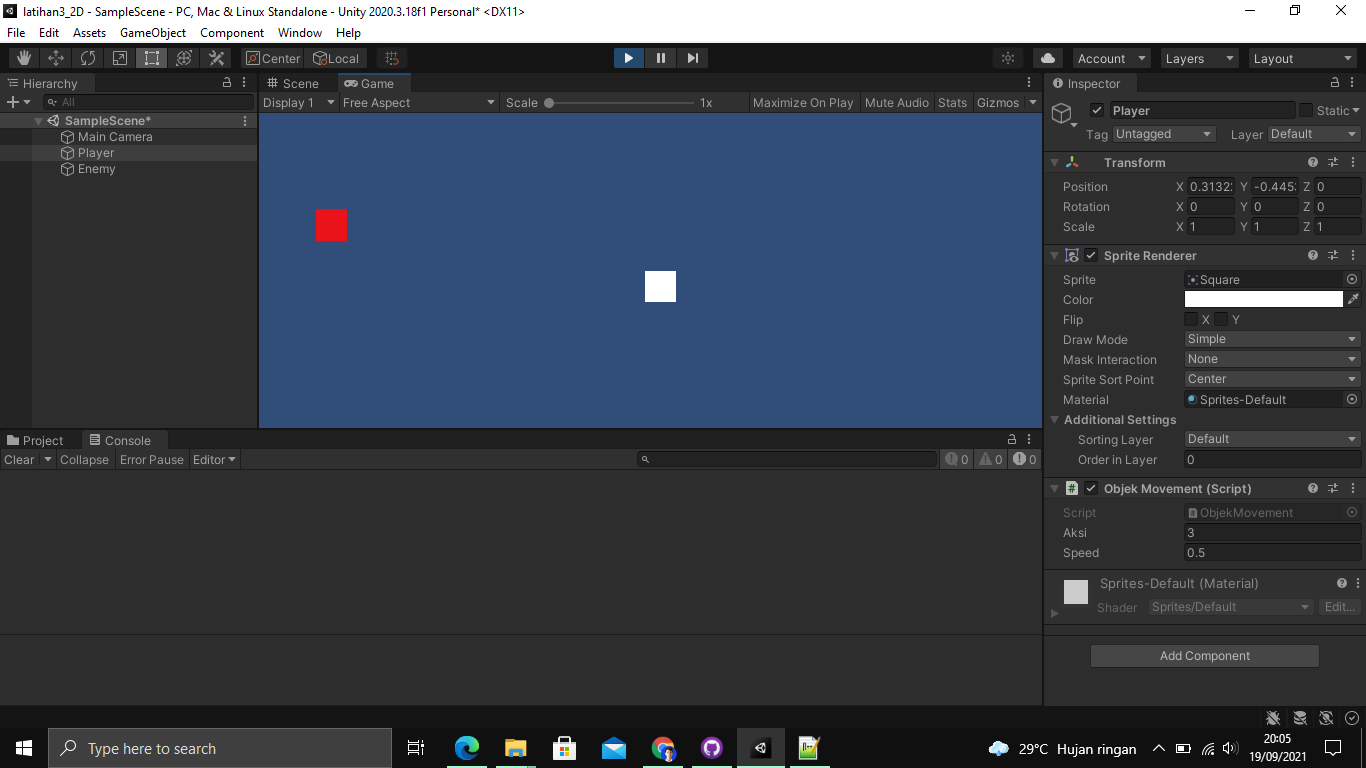 latihan3_2D - SampleScene - PC, Mac & Linux Standalone - Unity 2020.3.18f1 Personal* <DX11>
File Edit Assets GameObject Component Window Help
Center Local Account Layers Layout
Hierarchy
All
SampleScene*
Main Camera
Player
Enemy
Scene Game
Display 1 Free Aspect Scale 1x Maximize On Play Mute Audio Stats Gizmos
Project Console
Clear Collapse Error Pause Editor 0 0 0
Inspector
Player Static
Tag Untagged Layer Default
Transform
Position X 0.3132 Y -0.445 Z 0
Rotation X 0 Y 0 Z 0
Scale X 1 Y 1 Z 1
Sprite Renderer
Sprite Square
Color
Flip X Y
Draw Mode Simple
Mask Interaction None
Sprite Sort Point Center
Material Sprites-Default
Additional Settings
Sorting Layer Default
Order in Layer 0
Objek Movement (Script)
Script ObjekMovement
Aksi 3
Speed 0.5
Sprites-Default (Material)
Shader Sprites/Default Edit...
Add Component
Type here to search
29°C Hujan ringan
20:05
19/09/2021